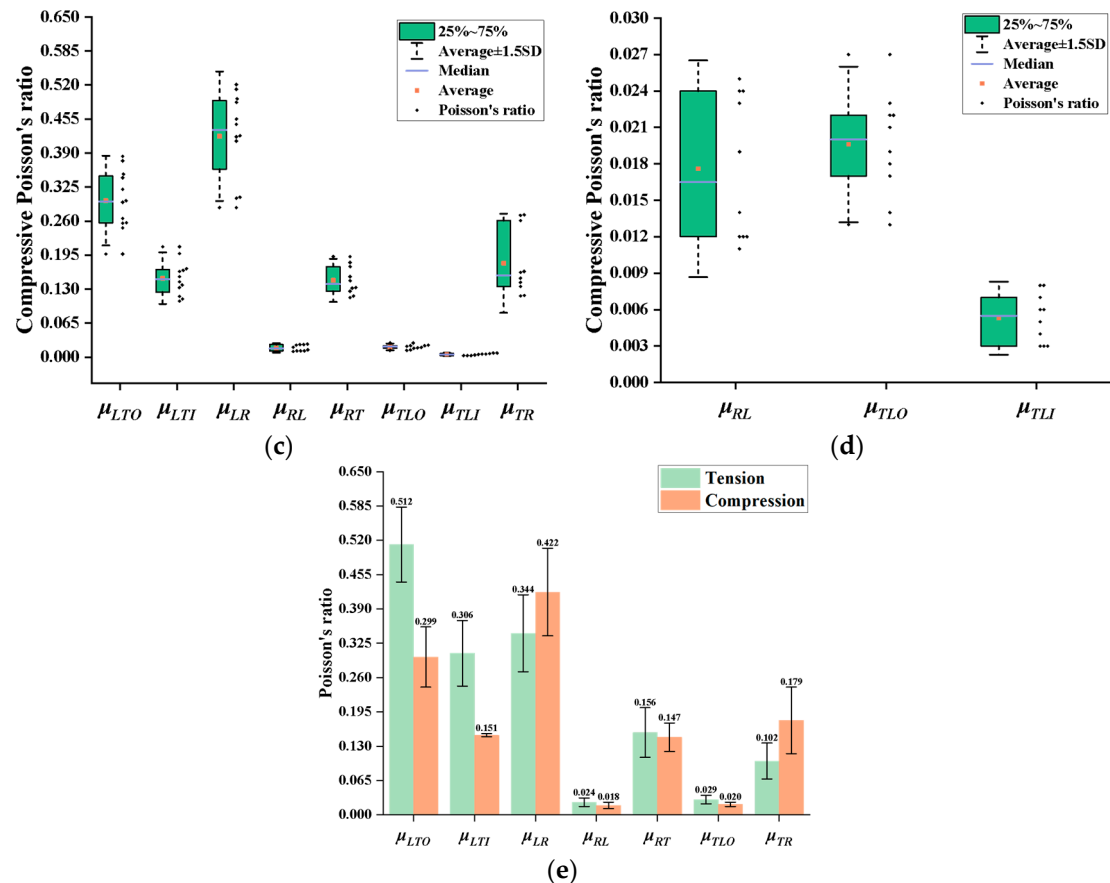 0.650
0.585
0.520
0.455
0.390
0.325
0.260
0.195
0.130
0.065
0.000
Compressive Poisson's ratio
25%~75%
Average±1.5SD
Median
Average
Poisson's ratio
μLTO μLTI μLR μRL μRT μTLO μTLI μTR
(c)
0.030
0.027
0.024
0.021
0.018
0.015
0.012
0.009
0.006
0.003
0.000
Compressive Poisson's ratio
25%~75%
Average±1.5SD
Median
Average
Poisson's ratio
μRL μTLO μTLI
(d)
0.650
0.585
0.520
0.455
0.390
0.325
0.260
0.195
0.130
0.065
0.000
Poisson's ratio
Tension
Compression
0.512
0.299
0.306
0.151
0.344
0.422
0.024
0.018
0.156
0.147
0.029
0.020
0.102
0.179
μLTO μLTI μLR μRL μRT μTLO μTR
(e)